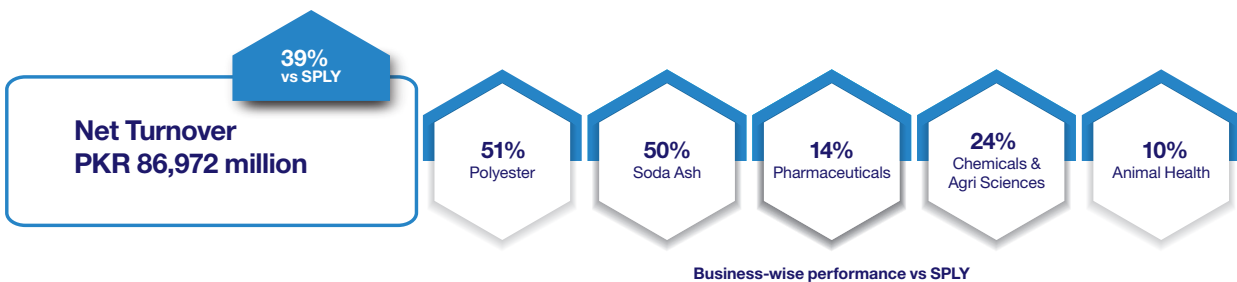 39%
vs SPLY
Net Turnover
PKR 86,972 million
51%
Polyester
50%
Soda Ash
14%
Pharmaceuticals
24%
Chemicals &
Agri Sciences
10%
Animal Health
Business-wise performance vs SPLY